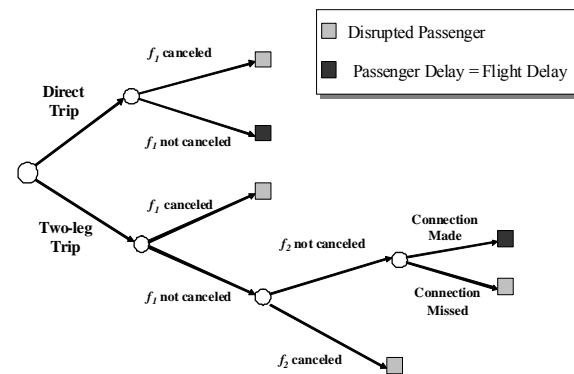 f1 canceled
Disrupted Passenger
Passenger Delay = Flight Delay
Direct
Trip
f1 not canceled
f1 canceled
Two-leg
Trip
f2 not canceled
Connection
Made
f1 not canceled
Connection
Missed
f2 canceled